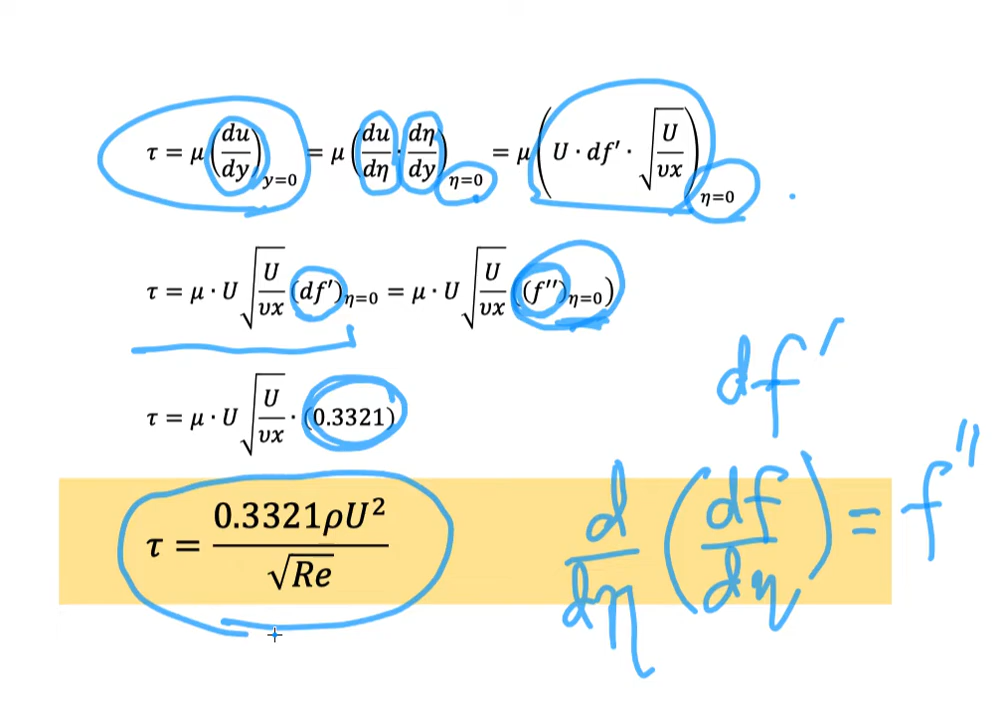 τ = μ(du/dy)_{y=0} = μ(du/dη · dη/dy)_{η=0} = μ(U · df′ · √(U/υx))_{η=0}
τ = μ · U √(U/υx) (df′)_{η=0} = μ · U √(U/υx) (f′′)_{η=0})
df′
τ = μ · U √(U/υx) · (0.3321)
τ = 0.3321ρU²/√Re
d/dη (df/dη) = f′′